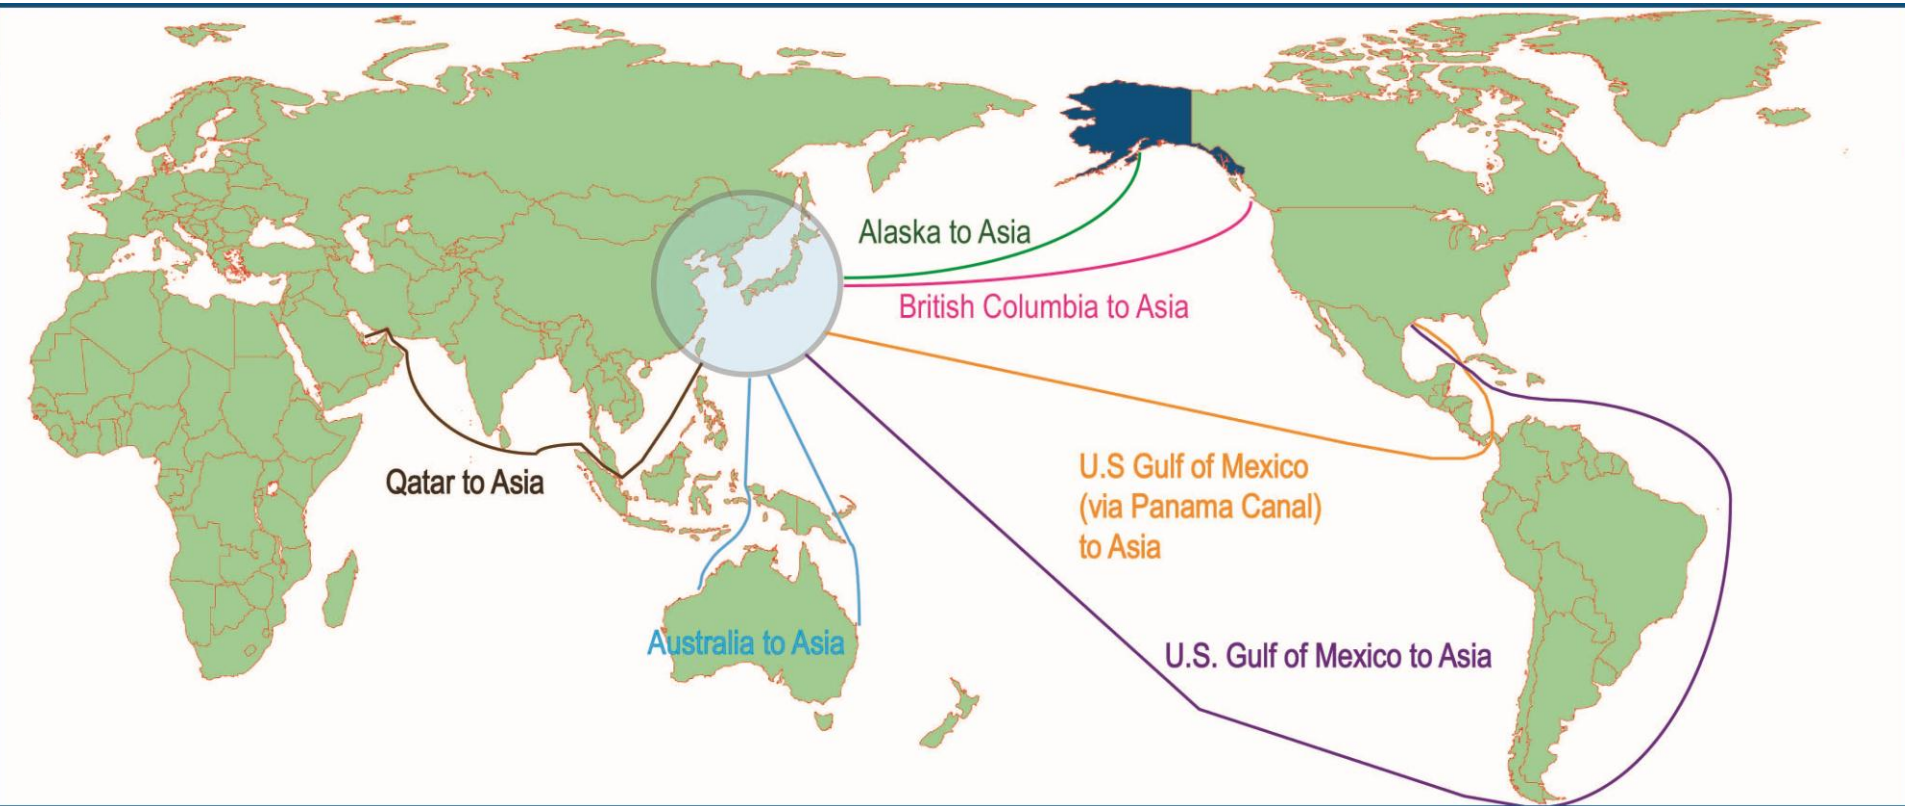 Alaska to Asia
British Columbia to Asia
Qatar to Asia
U.S Gulf of Mexico
(via Panama Canal)
to Asia
Australia to Asia
U.S. Gulf of Mexico to Asia